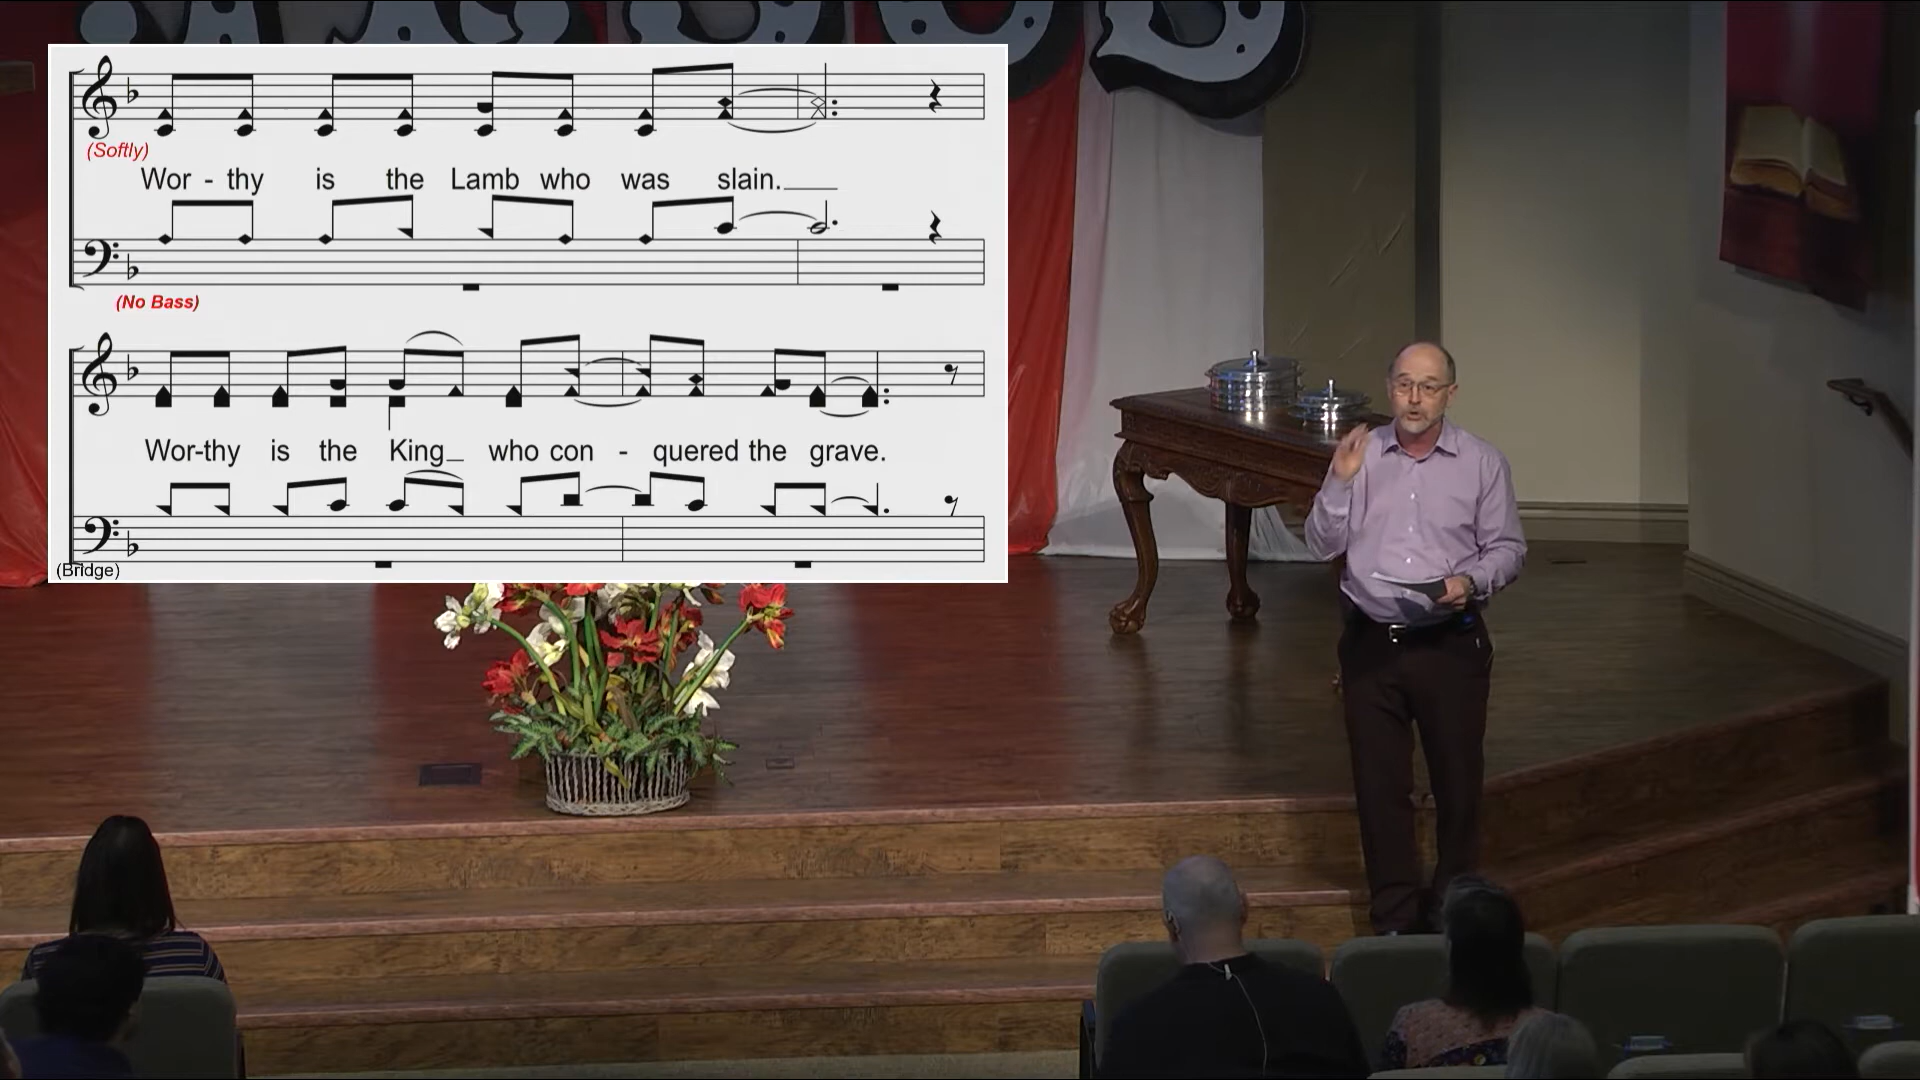 (Softly)
Wor - thy is the Lamb who was slain.
(No Bass)
Wor-thy is the King who con - quered the grave.
(Bridge)